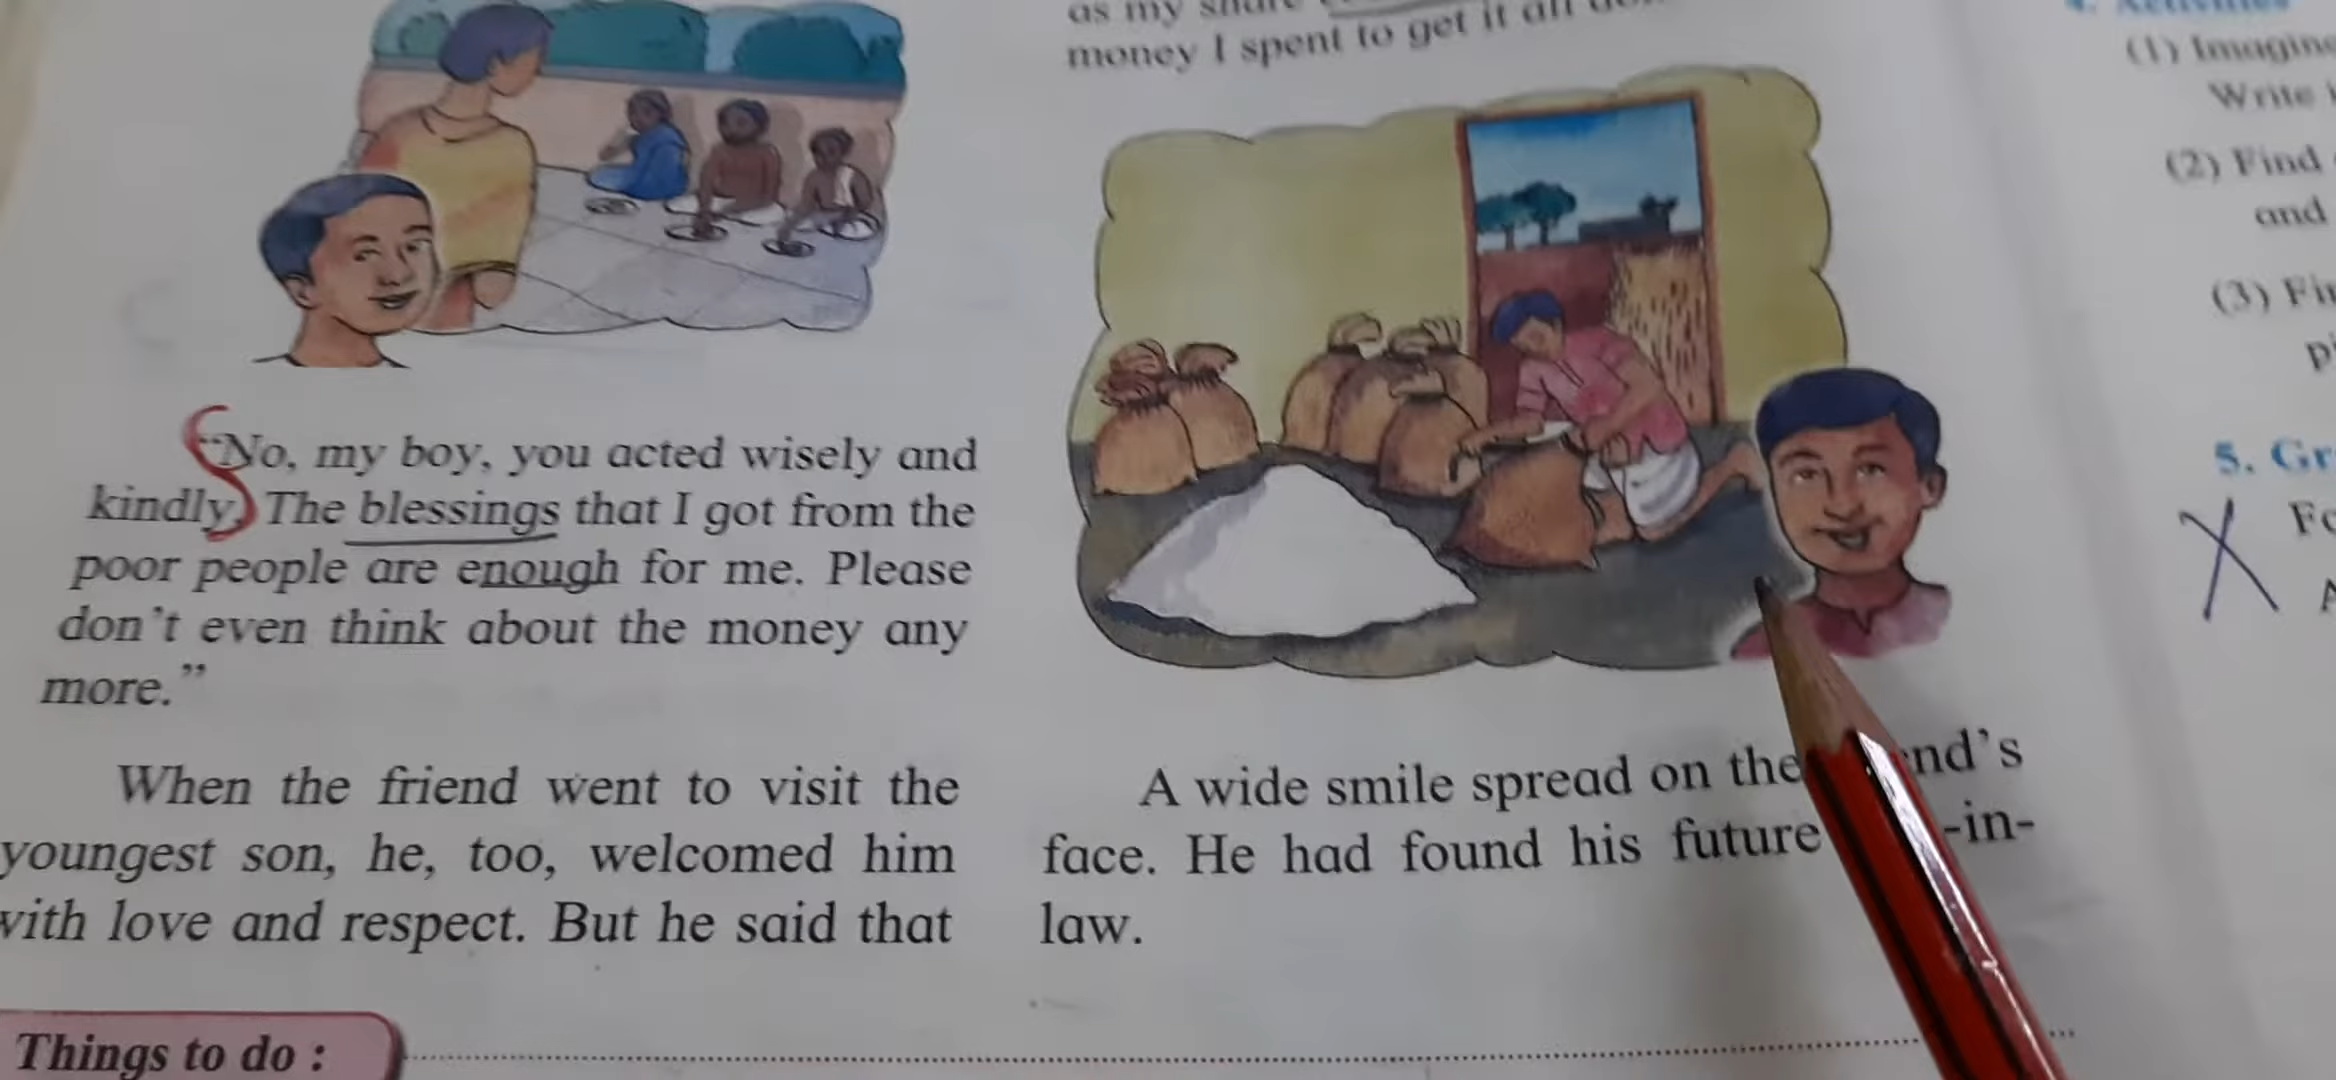 "No, my boy, you acted wisely and
kindly. The blessings that I got from the
poor people are enough for me. Please
don't even think about the money any
more."
When the friend went to visit the
youngest son, he, too, welcomed him
with love and respect. But he said that
Things to do :
as my share
money I spent to get it all
A wide smile spread on the
face. He had found his future -in-
law.
(1) Imagine
Write
(2) Find
and
(3)
5.